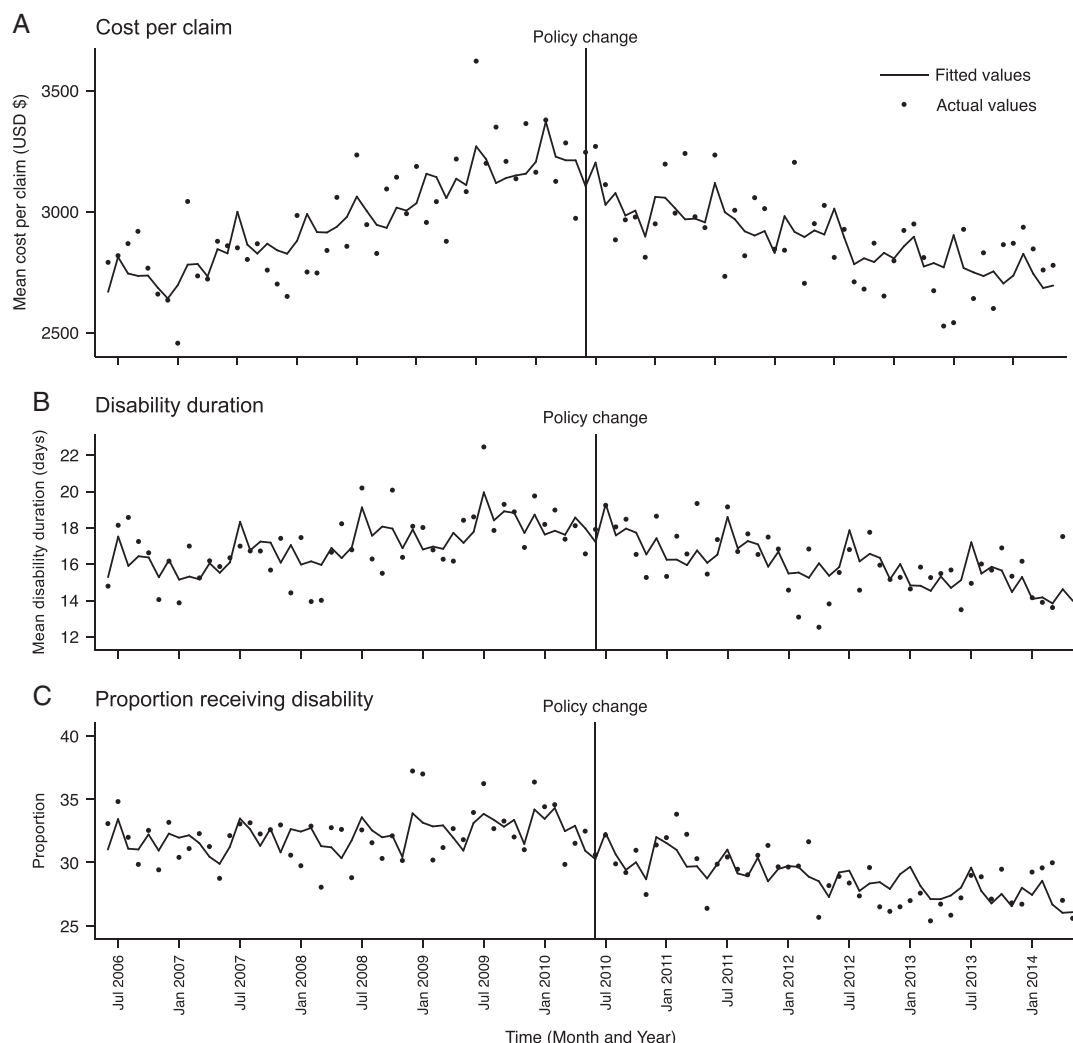 A
Cost per claim
Policy change
Fitted values
Actual values
Mean cost per claim (USD $)
3500
3000
2500
B
Disability duration
Policy change
Mean disability duration (days)
22
20
18
16
14
12
C
Proportion receiving disability
Policy change
Proportion
40
35
30
25
Jul 2006
Jan 2007
Jul 2007
Jan 2008
Jul 2008
Jan 2009
Jul 2009
Jan 2010
Jul 2010
Jan 2011
Jul 2011
Jan 2012
Jul 2012
Jan 2013
Jul 2013
Jan 2014
Time (Month and Year)